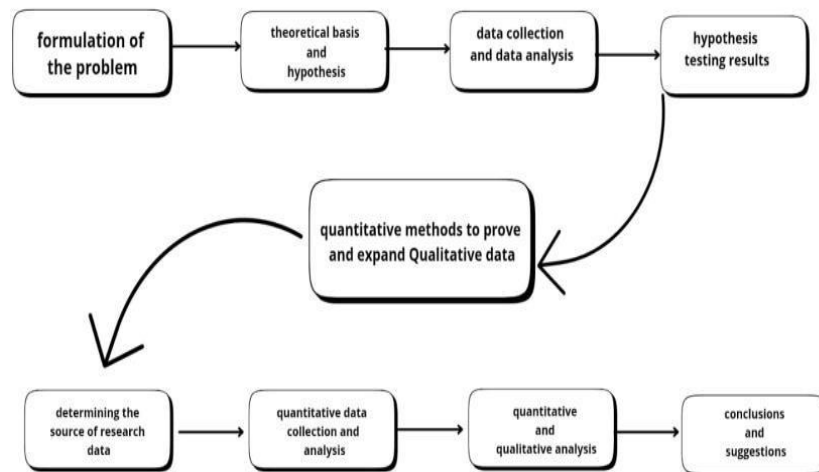 formulation of
the problem
theoretical basis
and
hypothesis
data collection
and data analysis
hypothesis
testing results
quantitative methods to prove
and expand Qualitative data
determining the
source of research
data
quantitative data
collection and
analysis
quantitative
and
qualitative analysis
conclusions
and
suggestions